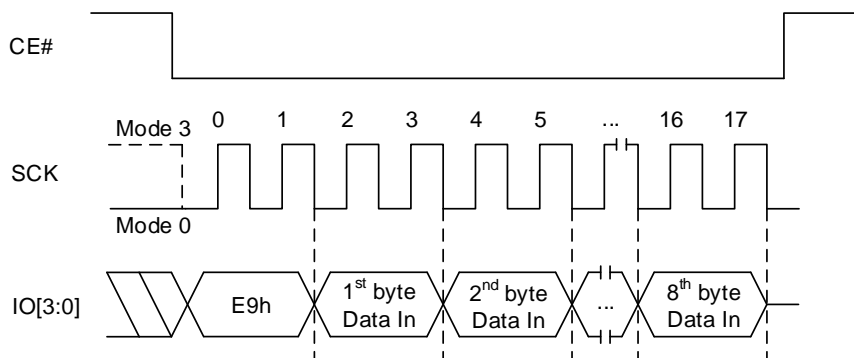 CE#
0 1 2 3 4 5 ... 16 17
Mode 3
SCK
Mode 0
IO[3:0]
E9h
1st byte
Data In
2nd byte
Data In
...
8th byte
Data In